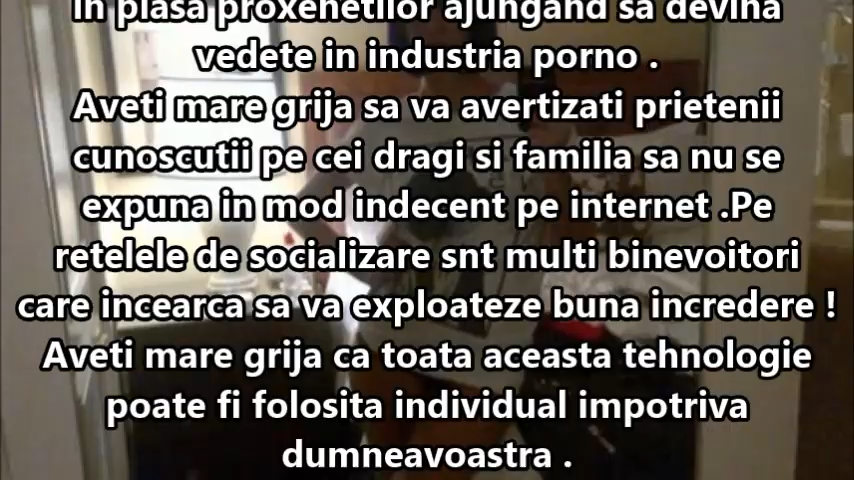 in plasa proxenetilor ajungand sa devina
vedete in industria porno .
Aveti mare grija sa va avertizati prietenii
cunoscutii pe cei dragi si familia sa nu se
expuna in mod indecent pe internet .Pe
retelele de socializare snt multi binevoitori
care incearca sa va exploateze buna incredere !
Aveti mare grija ca toata aceasta tehnologie
poate fi folosita individual impotriva
dumneavoastra .